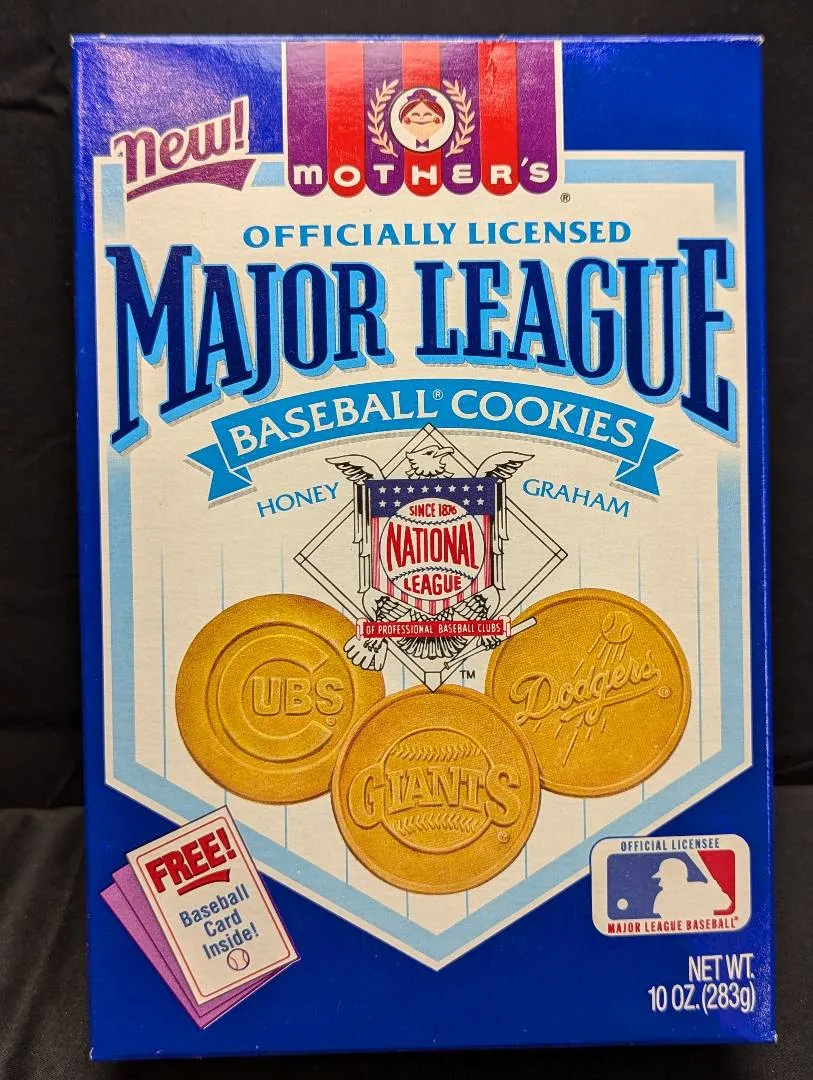 new!
MOTHER'S®
OFFICIALLY LICENSED
MAJOR LEAGUE
BASEBALL® COOKIES
HONEY GRAHAM
SINCE 1876
NATIONAL
LEAGUE
OF PROFESSIONAL BASEBALL CLUBS
TM
CUBS
Dodgers
GIANTS
FREE!
Baseball
Card
Inside!
OFFICIAL LICENSEE
MAJOR LEAGUE BASEBALL®
NET WT.
10 OZ. (283g)